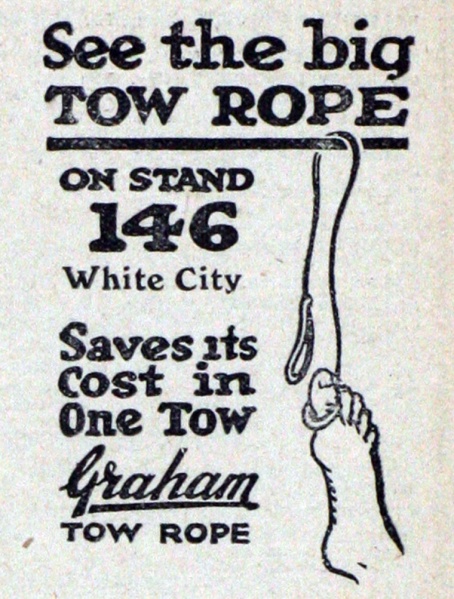 See the big
TOW ROPE
ON STAND
146
White City
Saves its
Cost in
One Tow
Graham
TOW ROPE